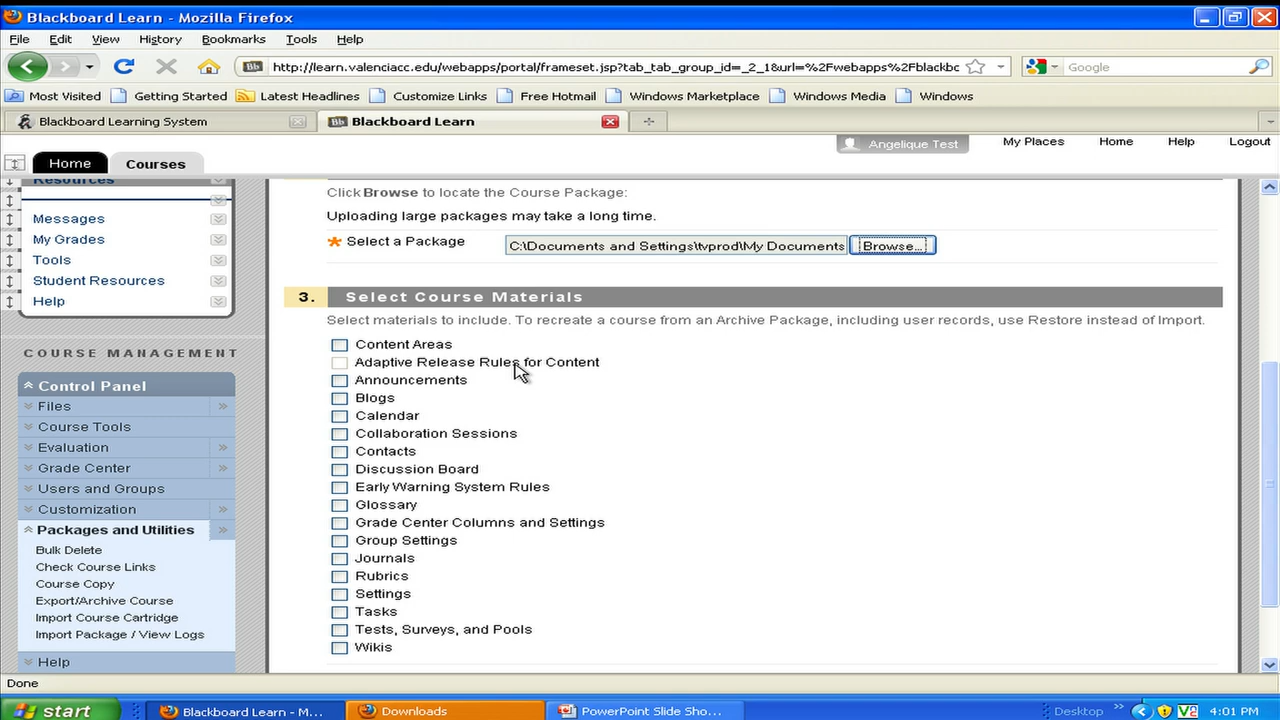 Blackboard Learn - Mozilla Firefox
File Edit View History Bookmarks Tools Help
Bb http://learn.valenciacc.edu/webapps/portal/frameset.jsp?tab_tab_group_id=_2_1&url=%2Fwebapps%2Fblackbo Google
Most Visited Getting Started Latest Headlines Customize Links Free Hotmail Windows Marketplace Windows Media Windows
Blackboard Learning System Bb Blackboard Learn
Angelique Test My Places Home Help Logout
Home Courses
Resources
Messages
My Grades
Tools
Student Resources
Help
COURSE MANAGEMENT
Control Panel
Files
Course Tools
Evaluation
Grade Center
Users and Groups
Customization
Packages and Utilities
Bulk Delete
Check Course Links
Course Copy
Export/Archive Course
Import Course Cartridge
Import Package / View Logs
Help
Click Browse to locate the Course Package:
Uploading large packages may take a long time.
Select a Package C:\Documents and Settings\tvprod\My Documents Browse...
3. Select Course Materials
Select materials to include. To recreate a course from an Archive Package, including user records, use Restore instead of Import.
Content Areas
Adaptive Release Rules for Content
Announcements
Blogs
Calendar
Collaboration Sessions
Contacts
Discussion Board
Early Warning System Rules
Glossary
Grade Center Columns and Settings
Group Settings
Journals
Rubrics
Settings
Tasks
Tests, Surveys, and Pools
Wikis
Done
start Blackboard Learn - M... Downloads PowerPoint Slide Sho... Desktop 4:01 PM